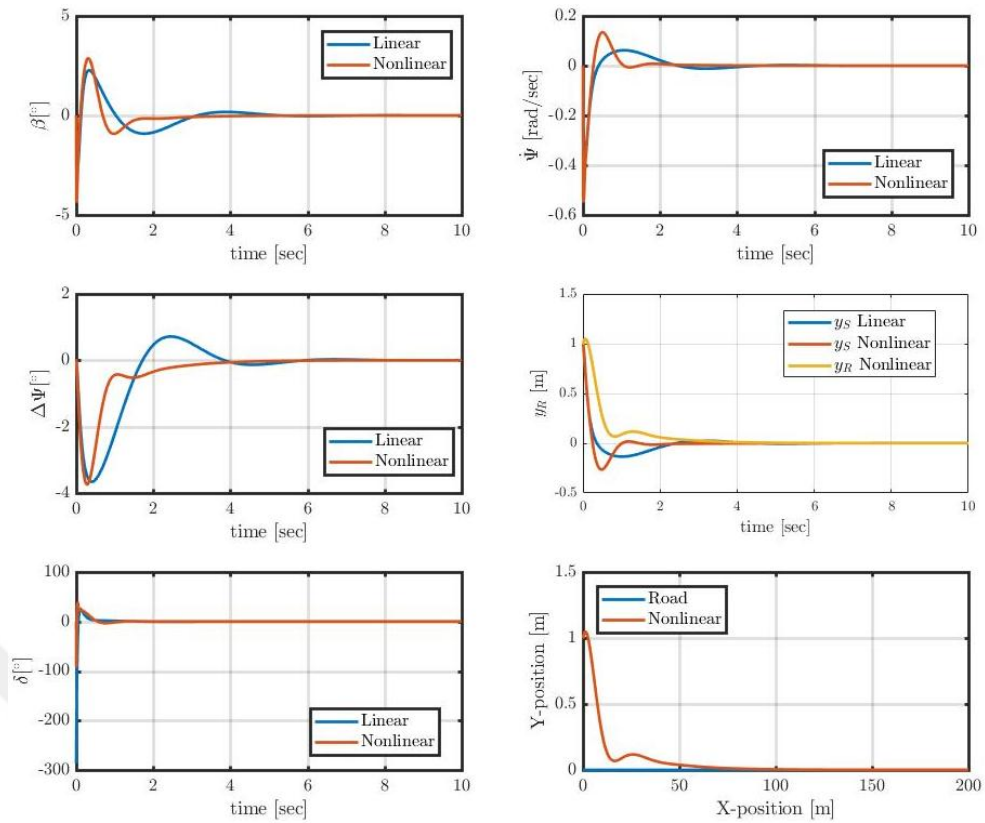 5
0
-5
β[°]
0 2 4 6 8 10
time [sec]
Linear
Nonlinear
0.2
0
-0.2
-0.4
-0.6
Ψ̇ [rad/sec]
0 2 4 6 8 10
time [sec]
Linear
Nonlinear
2
0
-2
-4
ΔΨ[°]
0 2 4 6 8 10
time [sec]
Linear
Nonlinear
1.5
1
0.5
0
-0.5
y_R [m]
0 2 4 6 8 10
time [sec]
y_S Linear
y_S Nonlinear
y_R Nonlinear
100
0
-100
-200
-300
δ[°]
0 2 4 6 8 10
time [sec]
Linear
Nonlinear
1.5
1
0.5
0
Y-position [m]
0 50 100 150 200
X-position [m]
Road
Nonlinear